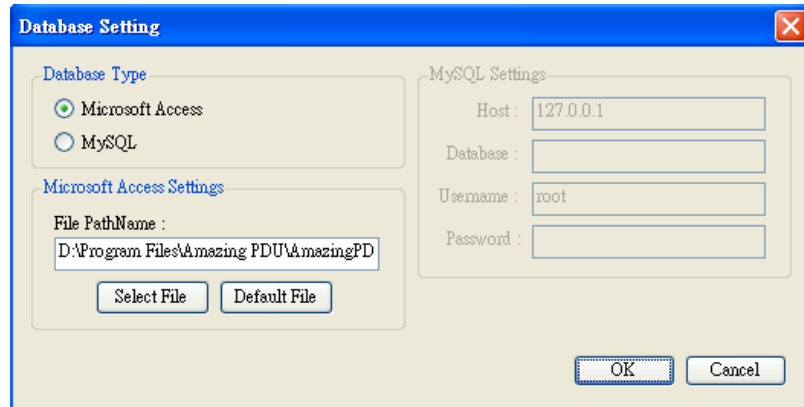 Database Setting
Database Type
Microsoft Access
MySQL
Microsoft Access Settings
File PathName :
D:\Program Files\Amazing PDU\AmazingPD
Select File
Default File
MySQL Settings
Host : 127.0.0.1
Database :
Username : root
Password :
OK
Cancel